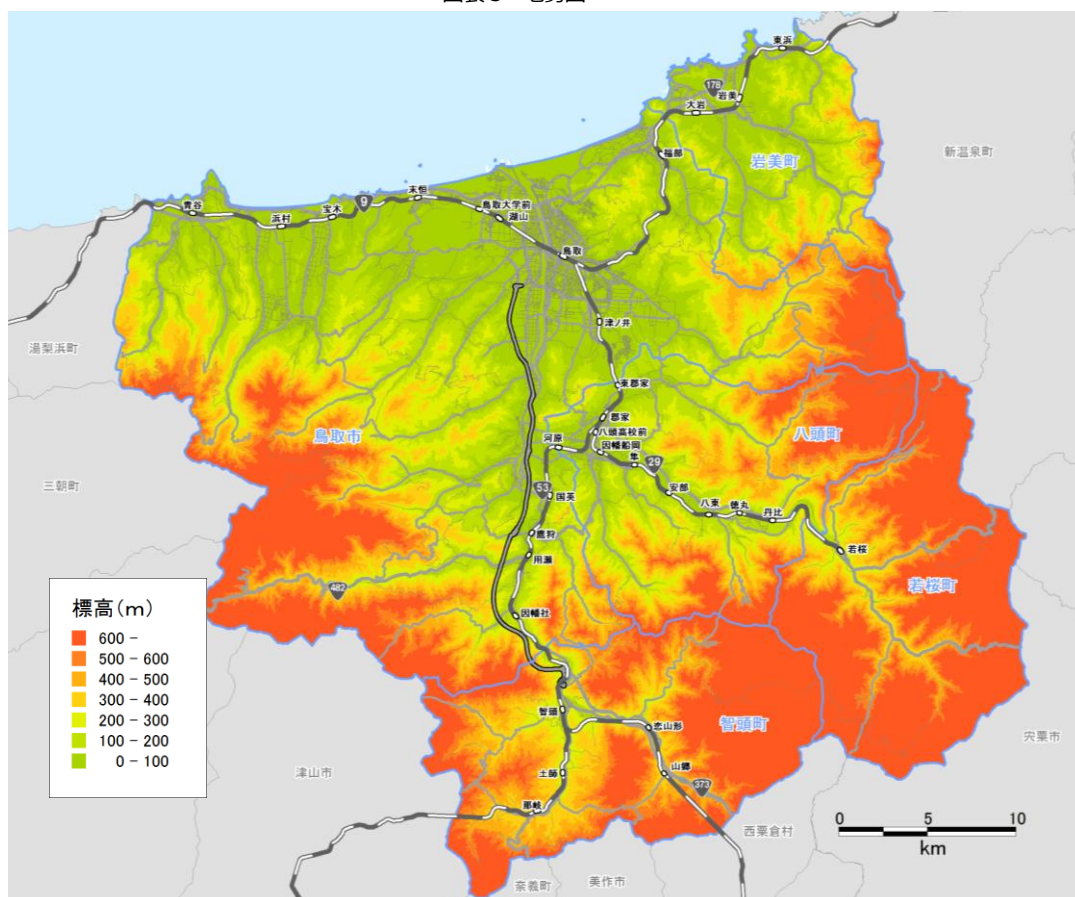 東浜
178
岩美
大岩
新温泉町
福部
岩美町
青谷
浜村
宝木
9
末恒
鳥取大学前
湖山
鳥取
津ノ井
湯梨浜町
東郡家
郡家
鳥取市
八頭高校前
八頭町
河原
因幡船岡
隼
29
三朝町
53
国英
安部
八東
徳丸
丹比
鷹狩
若桜
用瀬
482
若桜町
因幡社
標高(m)
600 -
500 - 600
400 - 500
300 - 400
200 - 300
100 - 200
0 - 100
智頭
恋山形
智頭町
宍粟市
津山市
土師
山郷
373
那岐
西粟倉村
0 5 10
km
美作市
奈義町